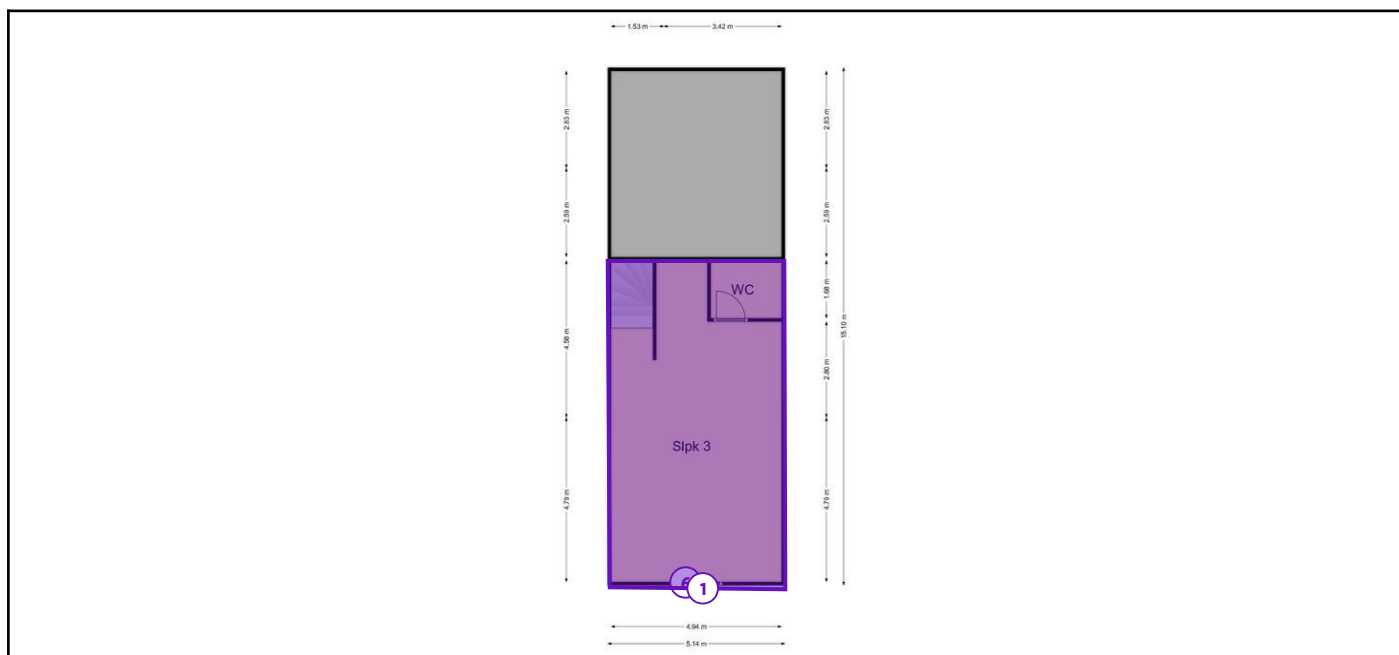 1.53 m 3.42 m
2.83 m 2.83 m
2.59 m 2.59 m
WC
1.68 m
15.10 m
4.58 m
2.80 m
Slpk 3
4.79 m 4.79 m
1
4.94 m
5.14 m